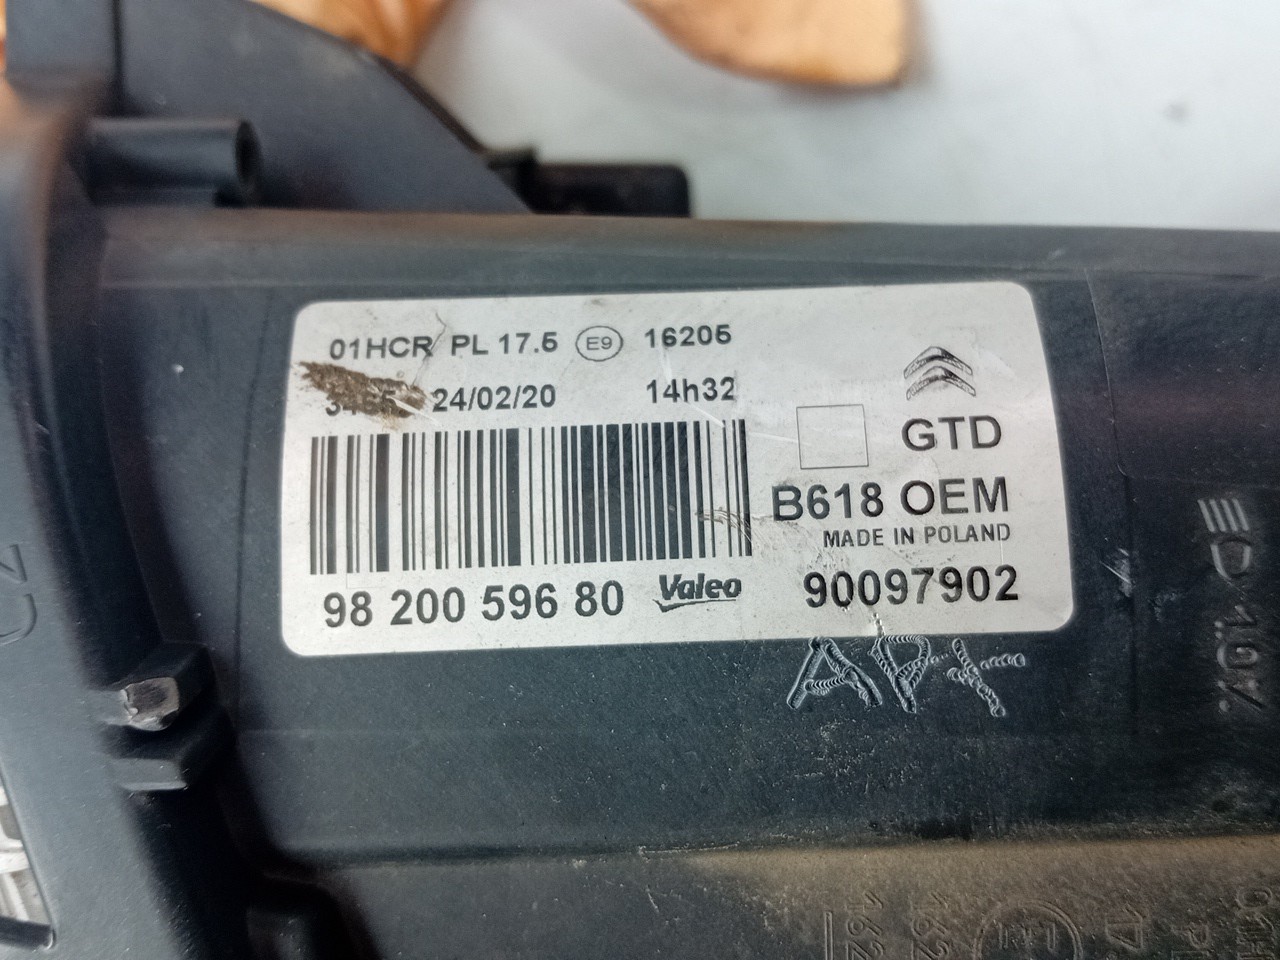 01HCR PL 17.5 E9 16205
24/02/20 14h32
GTD
B618 OEM
MADE IN POLAND
98 200 596 80 Valeo 90097902